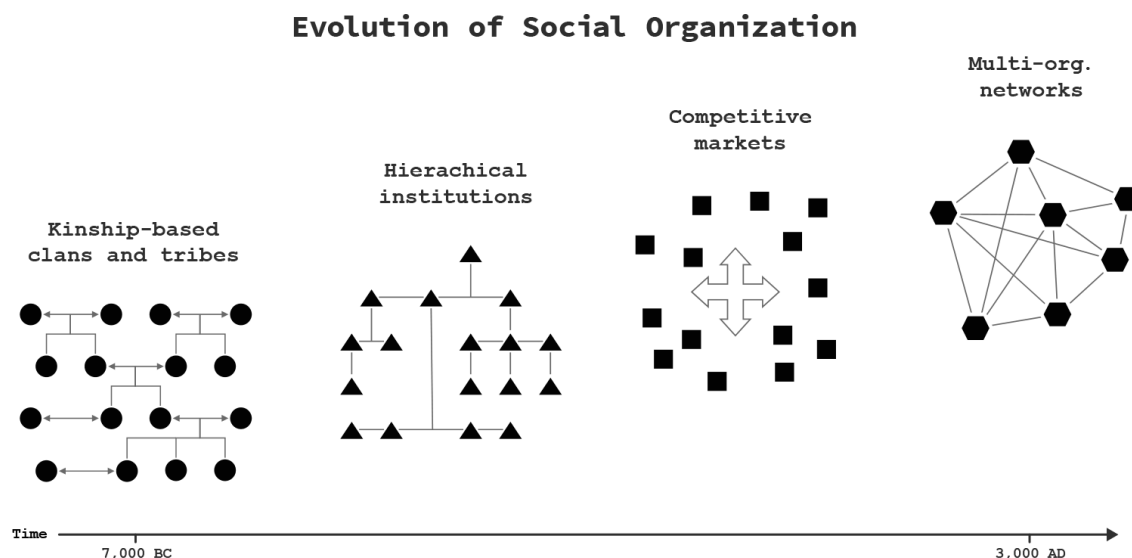 Evolution of Social Organization
Kinship-based
clans and tribes
Hierachical
institutions
Competitive
markets
Multi-org.
networks
Time
7,000 BC
3,000 AD